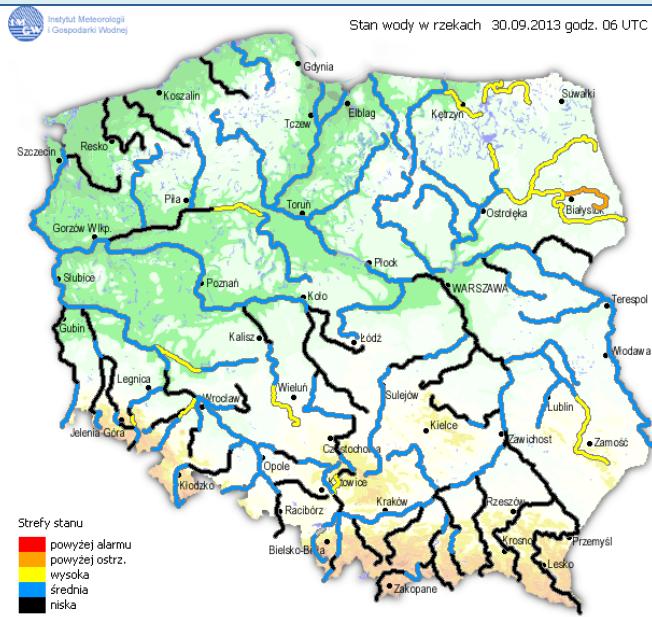 Instytut Meteorologii
i Gospodarki Wodnej
Stan wody w rzekach 30.09.2013 godz. 06 UTC
Gdynia
Koszalin
Suwałki
Elbląg
Kętrzyn
Tczew
Resko
Szczecin
Białystok
Piła
Toruń
Ostrołęka
Gorzów Wlkp.
Płock
Słubice
Poznań
WARSZAWA
Koło
Terespol
Gubin
Kalisz
Łódź
Włodawa
Legnica
Wieluń
Sulejów
Wrocław
Lublin
Jelenia Góra
Kielce
Zawichost
Zamość
Częstochowa
Opole
Kłodzko
Katowice
Racibórz
Kraków
Rzeszów
Bielsko-Biała
Krosno
Przemyśl
Lesko
Zakopane
Strefy stanu
powyżej alarmu
powyżej ostrz.
wysoka
średnia
niska